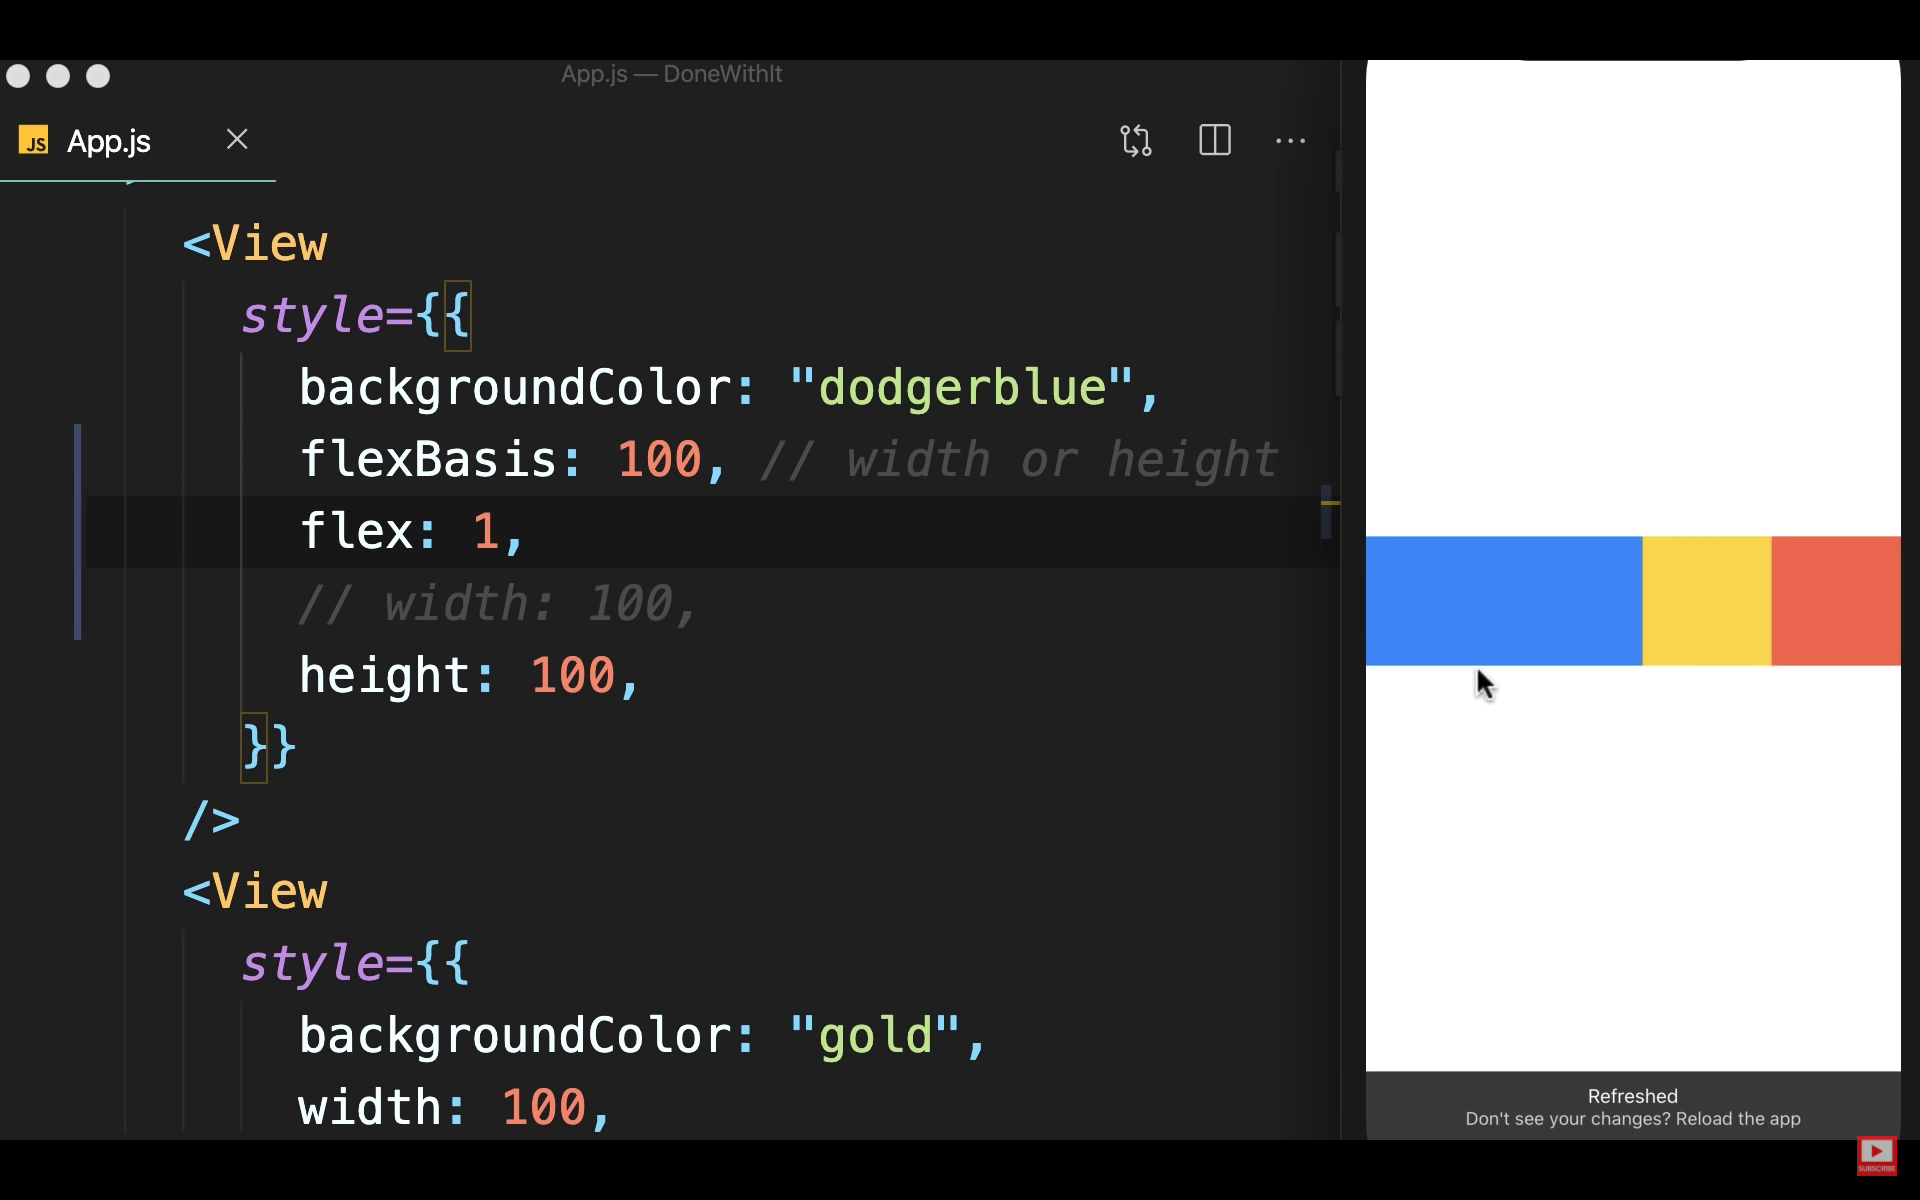 App.js — DoneWithIt
JS App.js
<View
style={{
backgroundColor: "dodgerblue",
flexBasis: 100, // width or height
flex: 1,
// width: 100,
height: 100,
}}
/>
<View
style={{
backgroundColor: "gold",
width: 100,
Refreshed
Don't see your changes? Reload the app
SUBSCRIBE